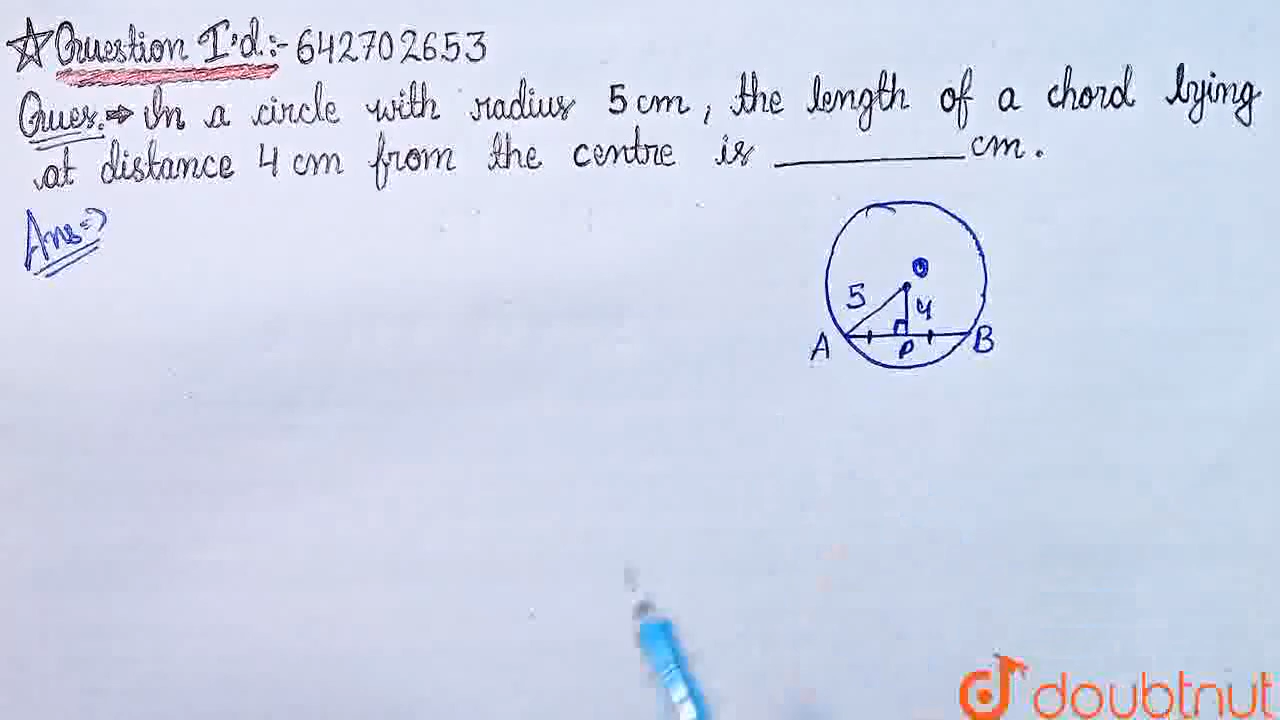 ☆ Question I'd:- 642702653
Ques.⇒ In a circle with radius 5 cm, the length of a chord lying
at distance 4 cm from the centre is ________ cm.
Ans⇒
O
5
4
A
P
B
doubtnut